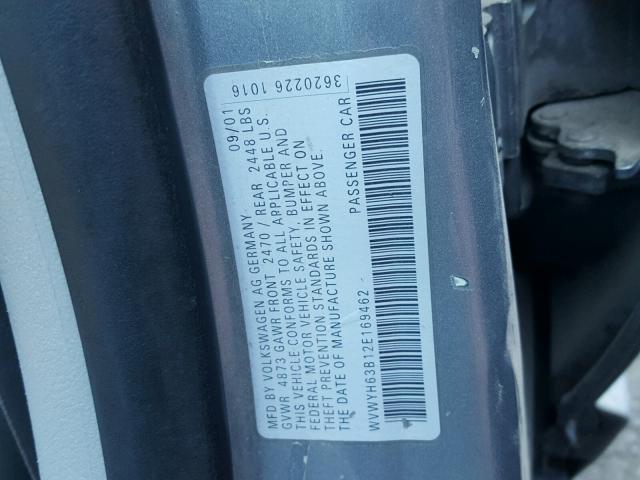 3620226 1016
MFD BY VOLKSWAGEN AG GERMANY 09/01
GVWR 4873 GAWR FRONT 2470 / REAR 2448 LBS
THIS VEHICLE CONFORMS TO ALL APPLICABLE U.S.
FEDERAL MOTOR VEHICLE SAFETY, BUMPER AND
THEFT PREVENTION STANDARDS IN EFFECT ON
THE DATE OF MANUFACTURE SHOWN ABOVE.
WVWYH63B12E169462 PASSENGER CAR